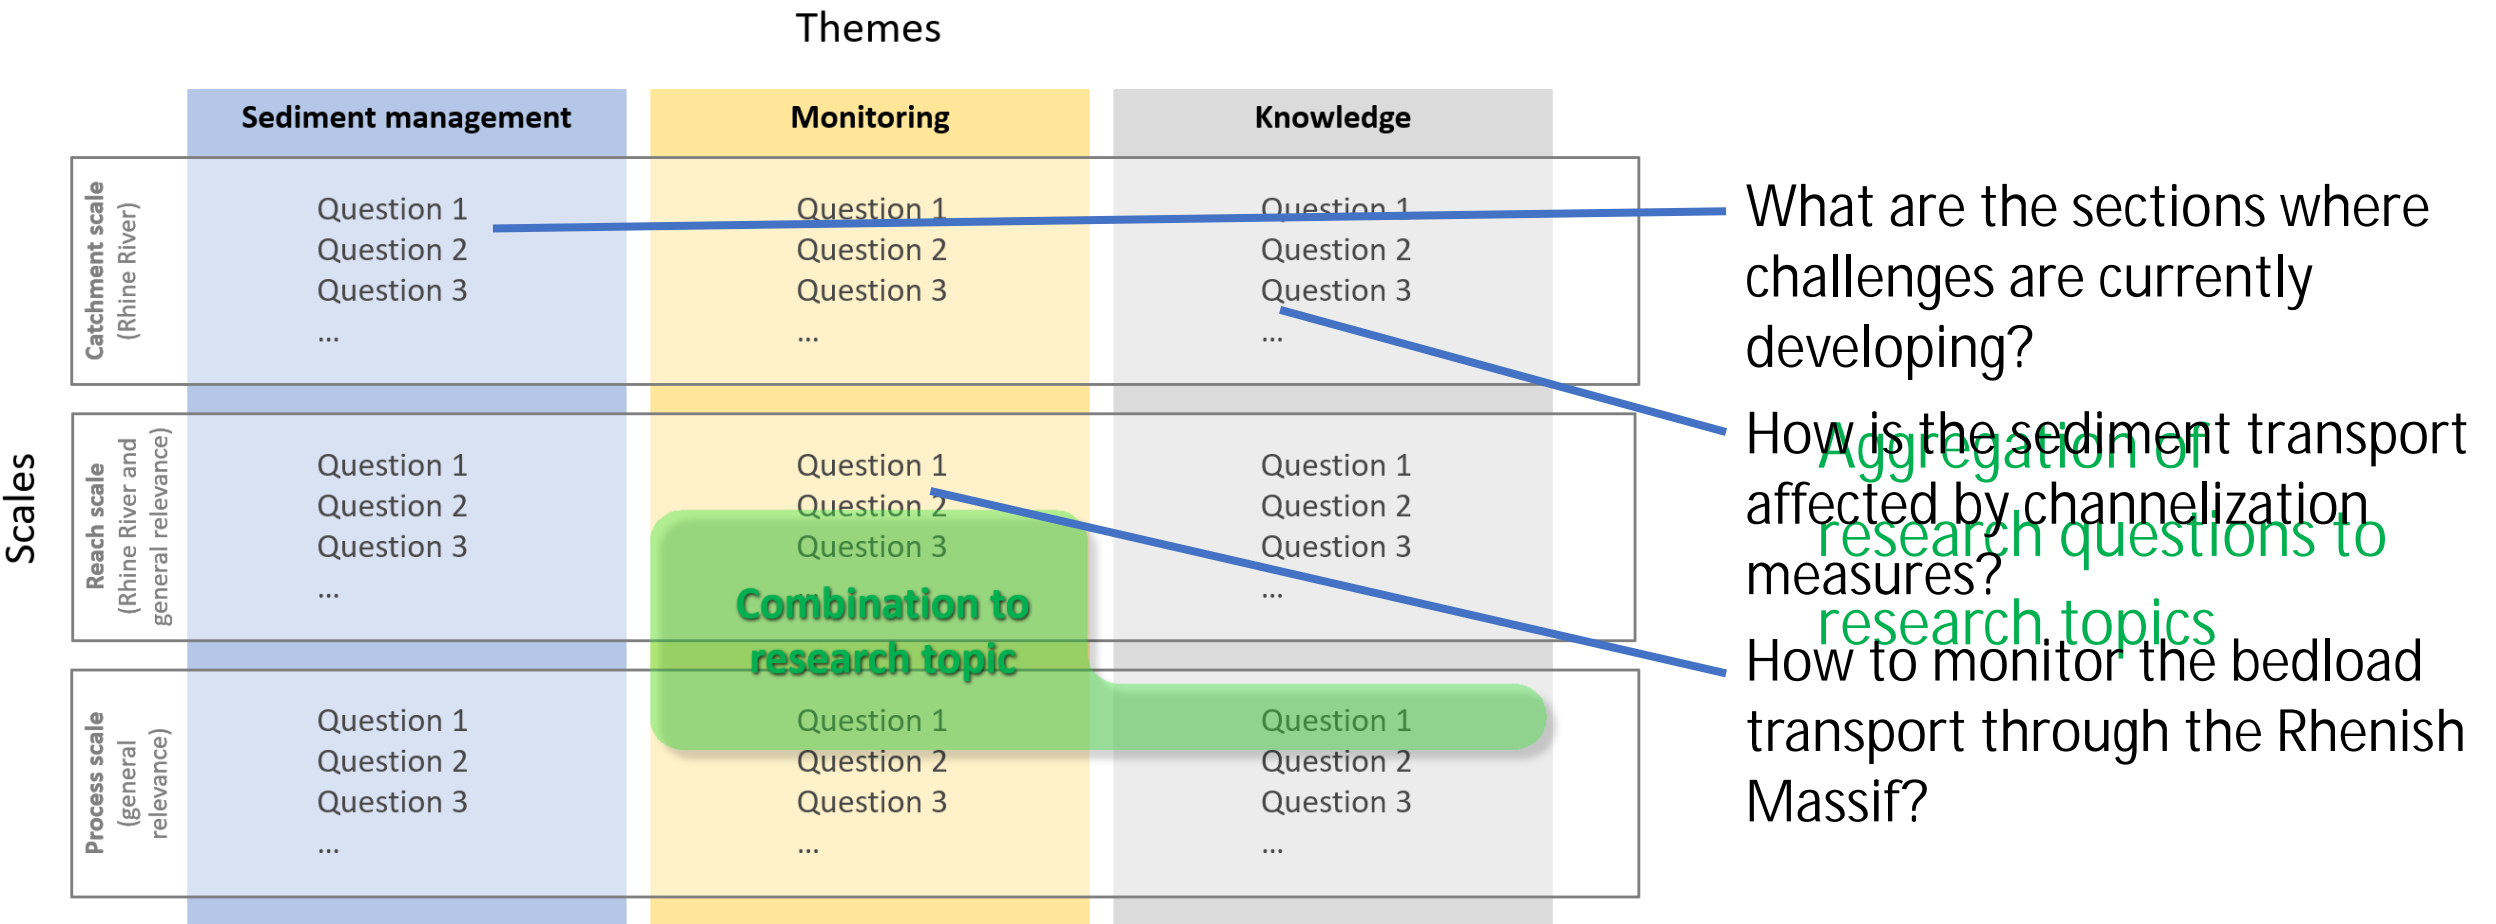 Themes
Sediment management
Monitoring
Knowledge
Scales
Catchment scale
(Rhine River)
Question 1
Question 2
Question 3
...
Question 1
Question 2
Question 3
...
Question 1
Question 2
Question 3
...
Reach scale
(Rhine River and
general relevance)
Question 1
Question 2
Question 3
...
Question 1
Question 2
Question 3
...
Question 1
Question 2
Question 3
...
Combination to
research topic
Process scale
(general
relevance)
Question 1
Question 2
Question 3
...
Question 1
Question 2
Question 3
...
Question 1
Question 2
Question 3
...
What are the sections where
challenges are currently
developing?
How is the sediment transport
affected by channelization
measures?
How to monitor the bedload
transport through the Rhenish
Massif?
Aggregation of
research questions to
research topics